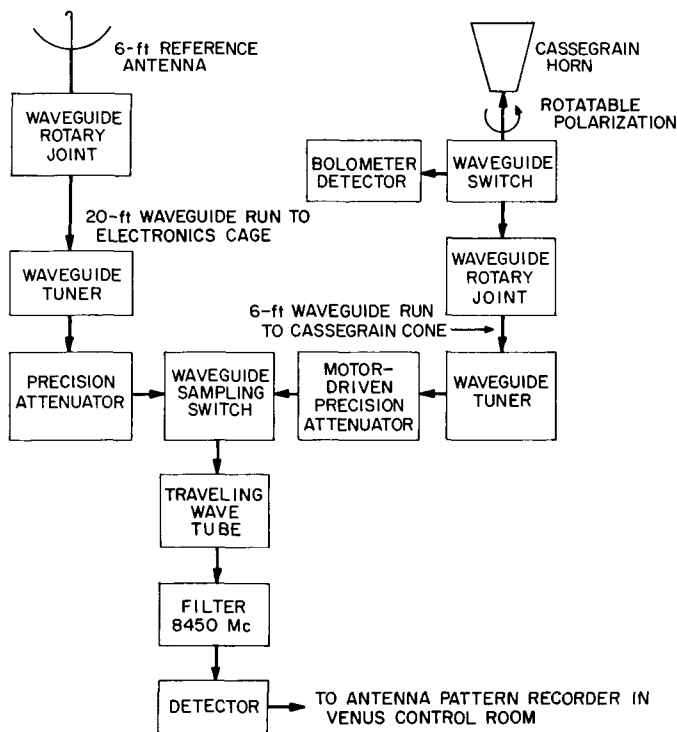 6-ft REFERENCE
ANTENNA
WAVEGUIDE
ROTARY
JOINT
20-ft WAVEGUIDE RUN TO
ELECTRONICS CAGE
WAVEGUIDE
TUNER
PRECISION
ATTENUATOR
CASSEGRAIN
HORN
ROTATABLE
POLARIZATION
BOLOMETER
DETECTOR
WAVEGUIDE
SWITCH
WAVEGUIDE
ROTARY
JOINT
6-ft WAVEGUIDE RUN
TO CASSEGRAIN CONE
WAVEGUIDE
TUNER
MOTOR-
DRIVEN
PRECISION
ATTENUATOR
WAVEGUIDE
SAMPLING
SWITCH
TRAVELING
WAVE
TUBE
FILTER
8450 Mc
DETECTOR
TO ANTENNA PATTERN RECORDER IN
VENUS CONTROL ROOM